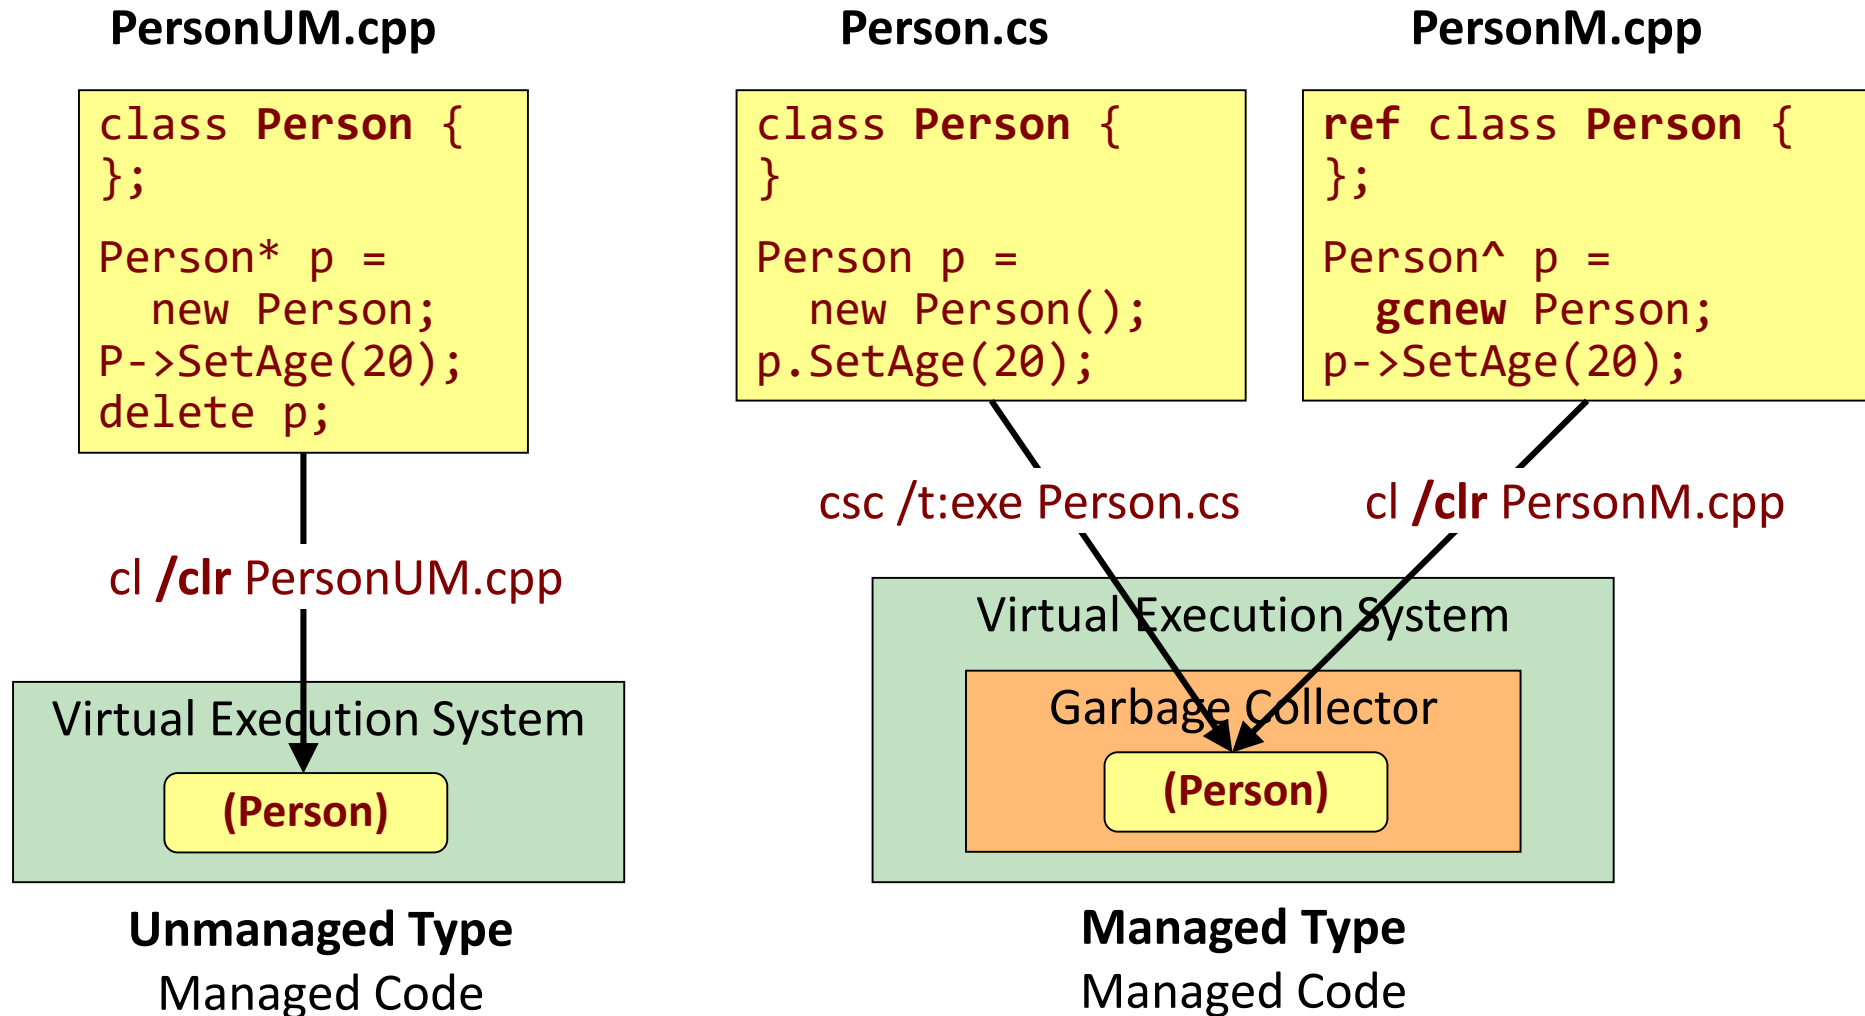 PersonUM.cpp
class Person {
};
Person* p =
  new Person;
P->SetAge(20);
delete p;
cl /clr PersonUM.cpp
Virtual Execution System
(Person)
Unmanaged Type
Managed Code
Person.cs
class Person {
}
Person p =
  new Person();
p.SetAge(20);
csc /t:exe Person.cs
PersonM.cpp
ref class Person {
};
Person^ p =
  gcnew Person;
p->SetAge(20);
cl /clr PersonM.cpp
Virtual Execution System
Garbage Collector
(Person)
Managed Type
Managed Code